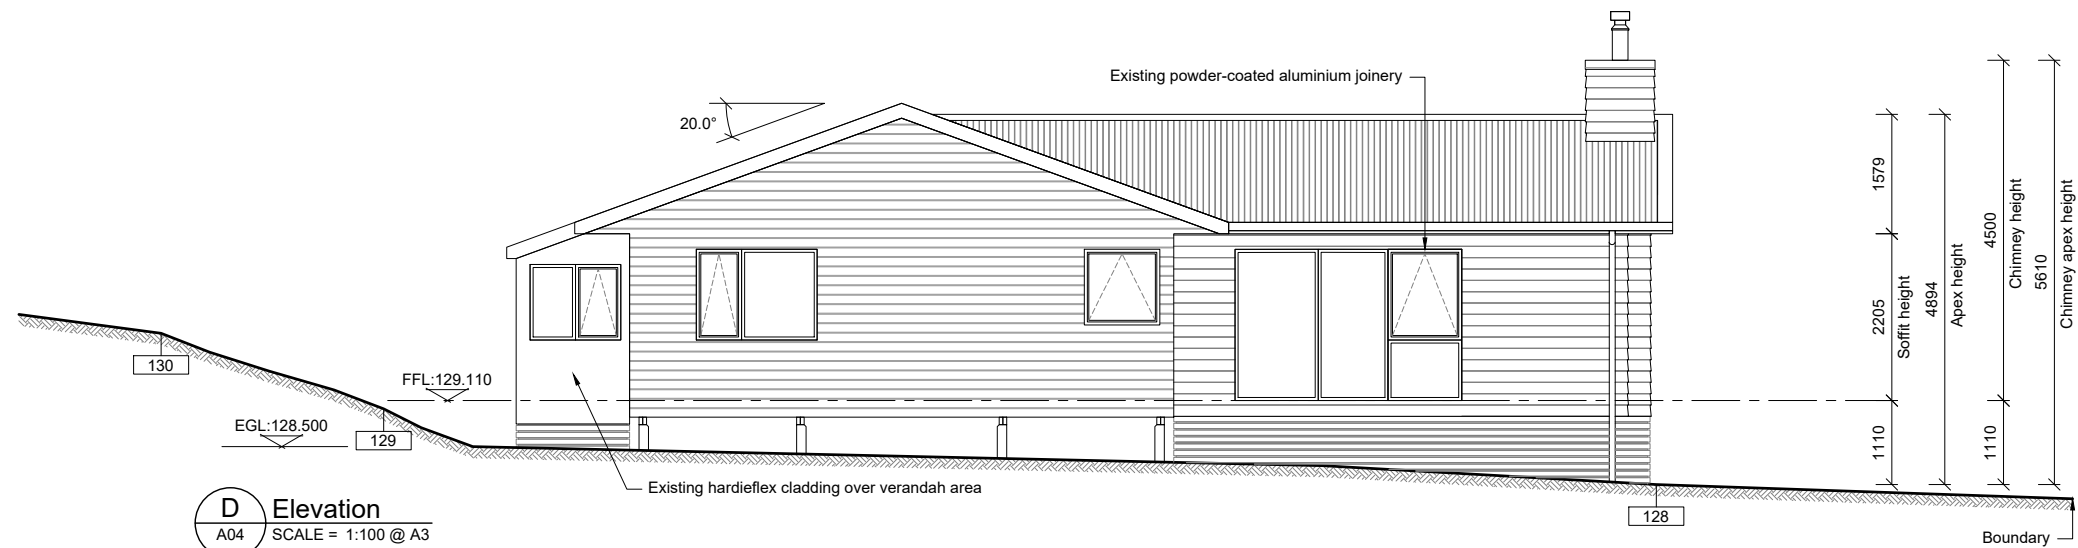 Existing powder-coated aluminium joinery
20.0°
1579
2205
Soffit height
4894
Apex height
4500
Chimney height
5610
Chimney apex height
130
FFL:129.110
EGL:128.500
129
1110
1110
Existing hardieflex cladding over verandah area
D
A04
Elevation
SCALE = 1:100 @ A3
128
Boundary